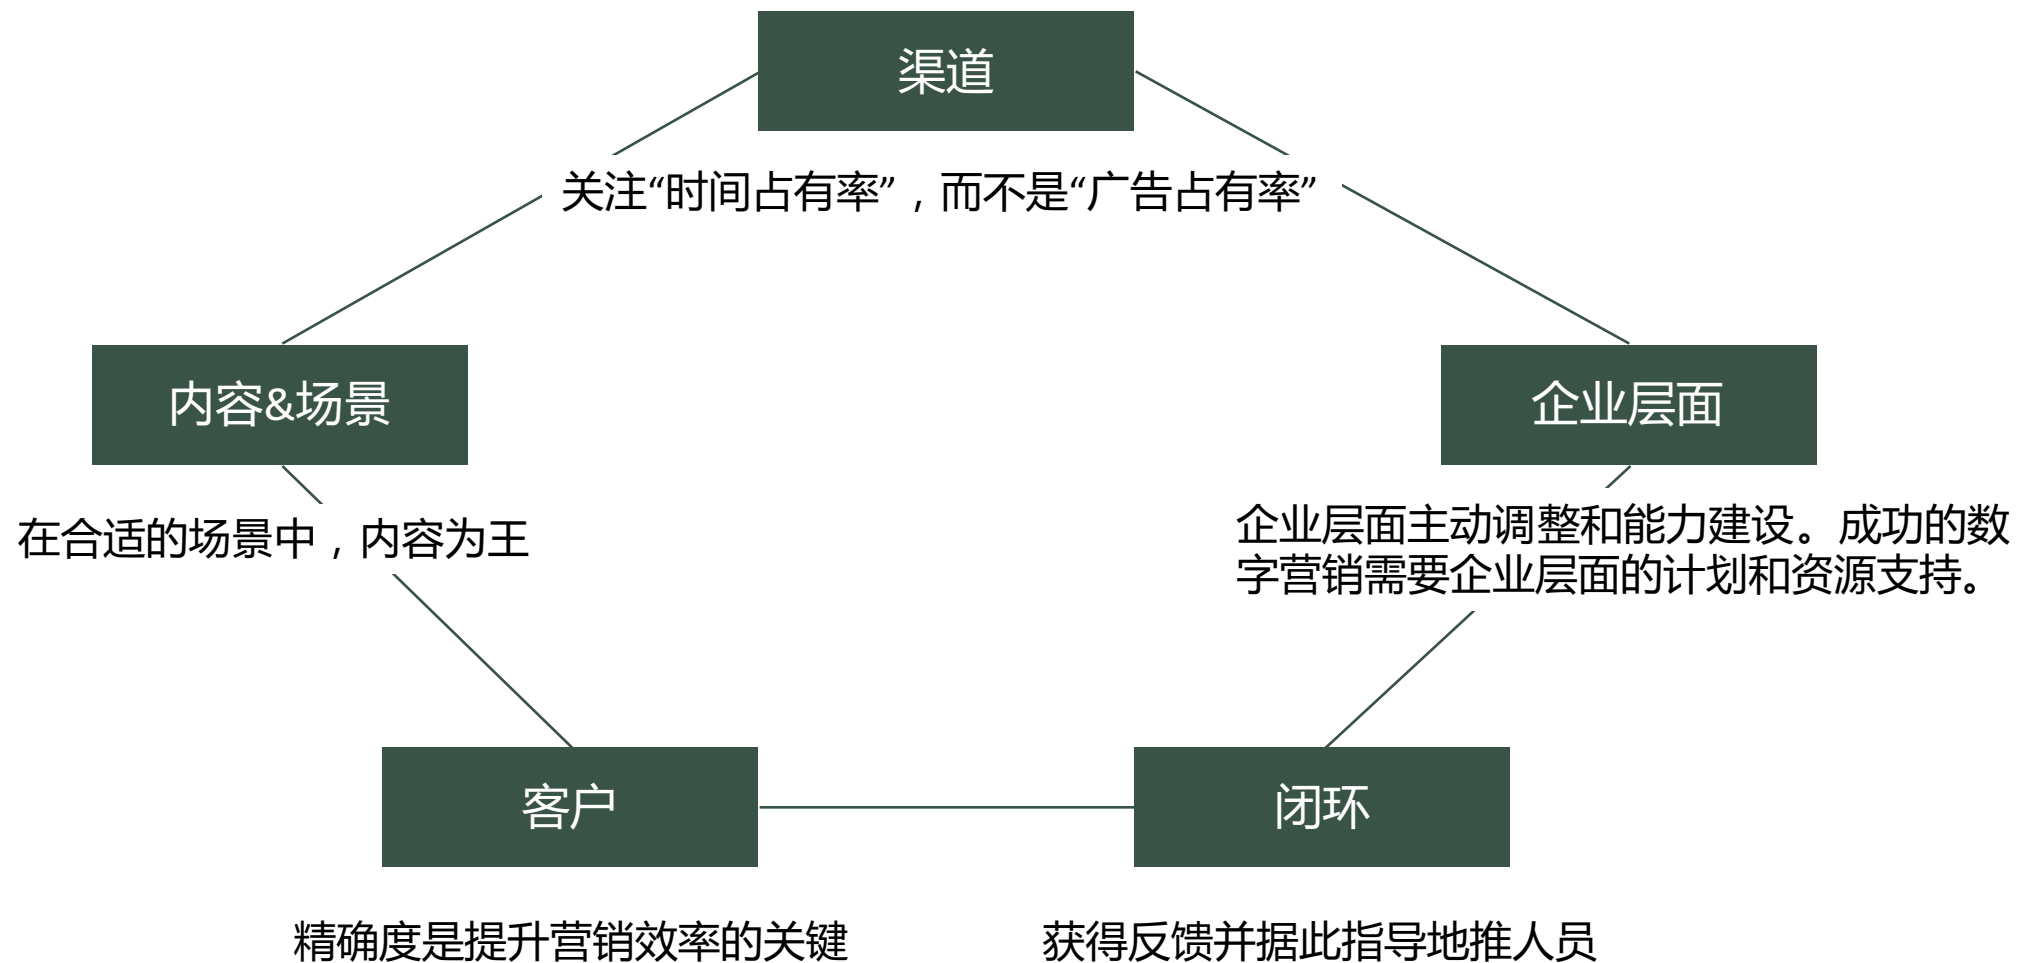 渠道
关注“时间占有率”，而不是“广告占有率”
内容&场景
企业层面
在合适的场景中，内容为王
企业层面主动调整和能力建设。成功的数
字营销需要企业层面的计划和资源支持。
客户
闭环
精确度是提升营销效率的关键
获得反馈并据此指导地推人员